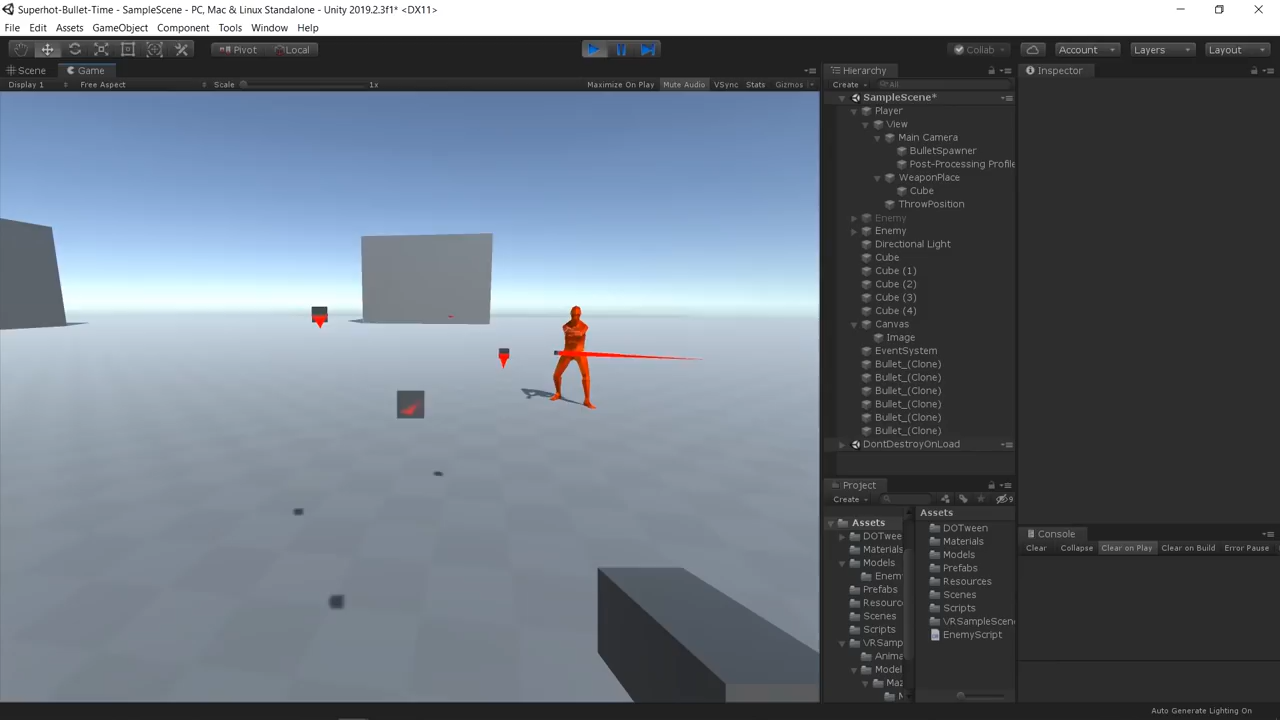 Superhot-Bullet-Time - SampleScene - PC, Mac & Linux Standalone - Unity 2019.2.3f1* <DX11>
File Edit Assets GameObject Component Tools Window Help
Pivot Local Collab Account Layers Layout
Scene Game Hierarchy Inspector
Display 1 Free Aspect Scale 1x Maximize On Play Mute Audio VSync Stats Gizmos Create All
SampleScene*
Player
View
Main Camera
BulletSpawner
Post-Processing Profile
WeaponPlace
Cube
ThrowPosition
Enemy
Enemy
Directional Light
Cube
Cube (1)
Cube (2)
Cube (3)
Cube (4)
Canvas
Image
EventSystem
Bullet_(Clone)
Bullet_(Clone)
Bullet_(Clone)
Bullet_(Clone)
Bullet_(Clone)
Bullet_(Clone)
DontDestroyOnLoad
Project
Create 9
Assets
DOTwee
Materials
Models
Enem
Prefabs
Resourc
Scenes
Scripts
VRSamp
Anima
Model
Maz
M
Assets
DOTween
Materials
Models
Prefabs
Resources
Scenes
Scripts
VRSampleScen
EnemyScript
Console
Clear Collapse Clear on Play Clear on Build Error Pause
Auto Generate Lighting On